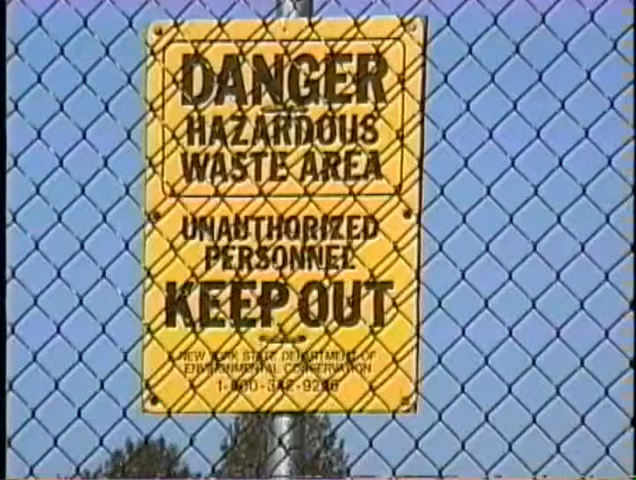 DANGER
HAZARDOUS
WASTE AREA
UNAUTHORIZED
PERSONNEL
KEEP OUT
NEW YORK STATE DEPARTMENT OF
ENVIRONMENTAL CONSERVATION